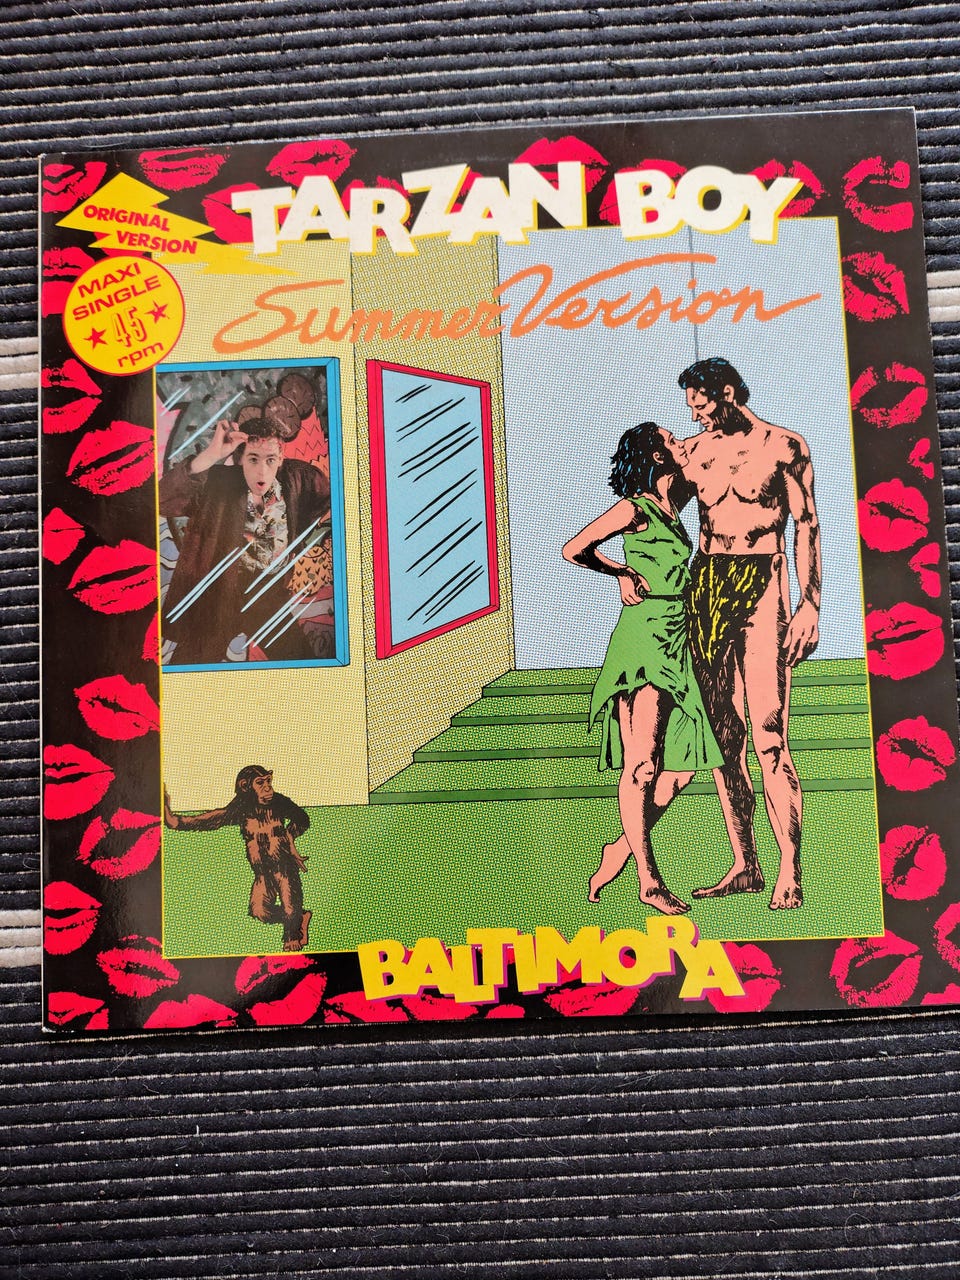 TARZAN BOY
Summer Version
ORIGINAL
VERSION
MAXI
SINGLE
45
rpm
BALTIMORA